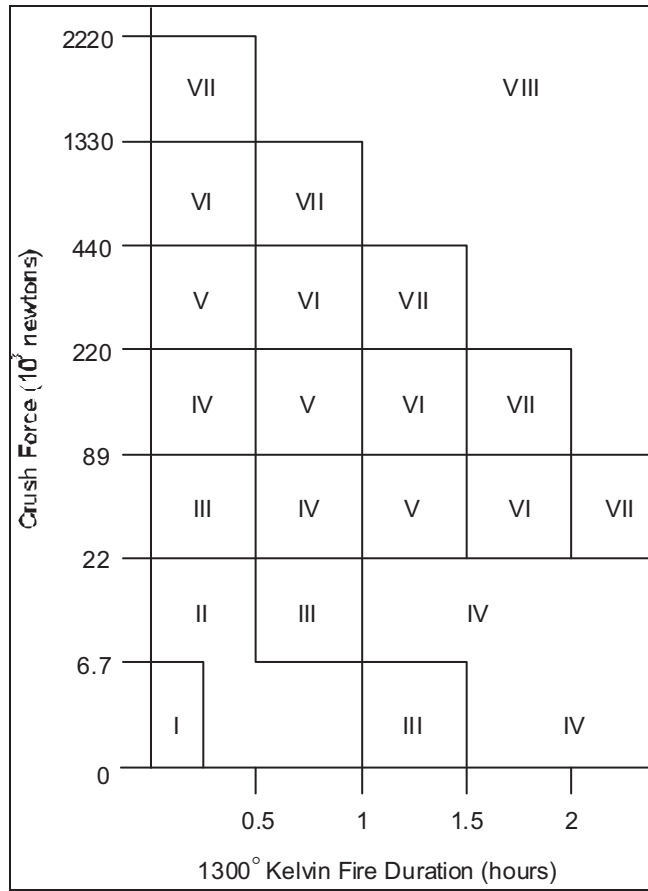 2220
VII VIII
1330
VI VII
440
V VI VII
220
IV V VI VII
89
III IV V VI VII
22
II III IV
6.7
I III IV
0
0.5 1 1.5 2
1300° Kelvin Fire Duration (hours)
Crush Force (10³ newtons)